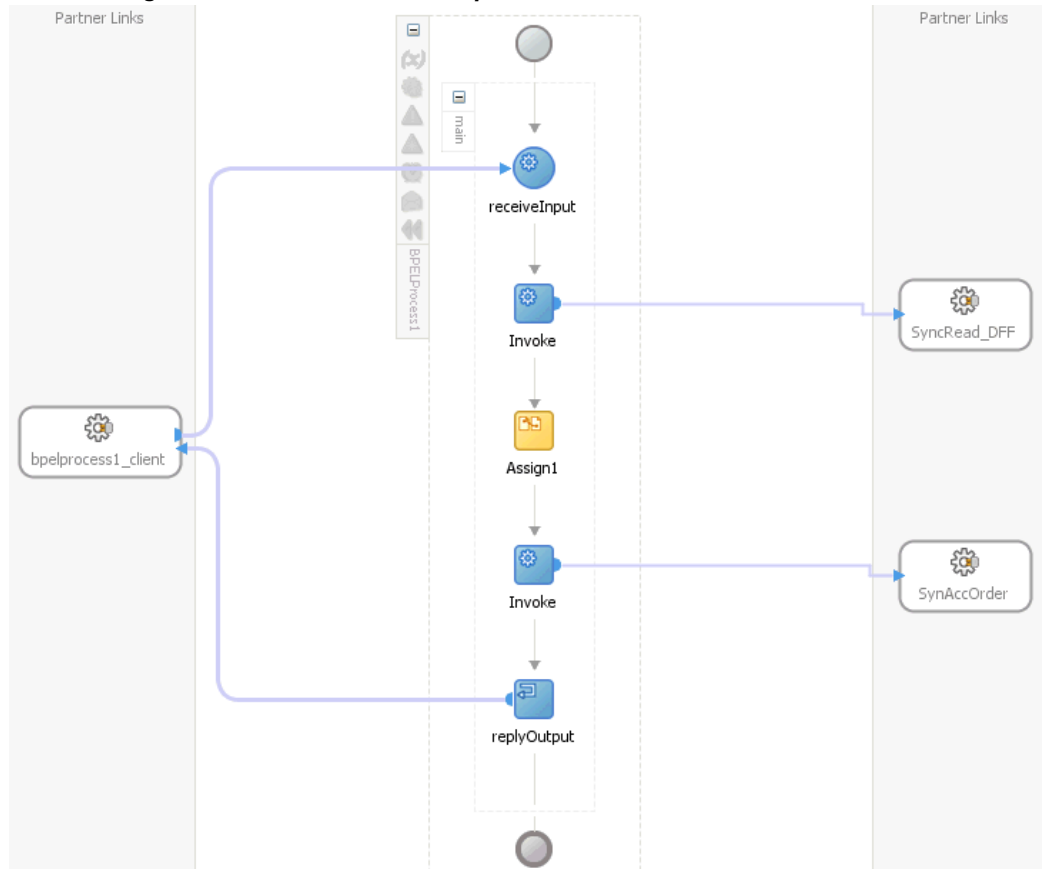 Partner Links
Partner Links
main
receiveInput
BPELProcess1
Invoke
SyncRead_DFF
bpelprocess1_client
Assign1
Invoke
SynAccOrder
replyOutput